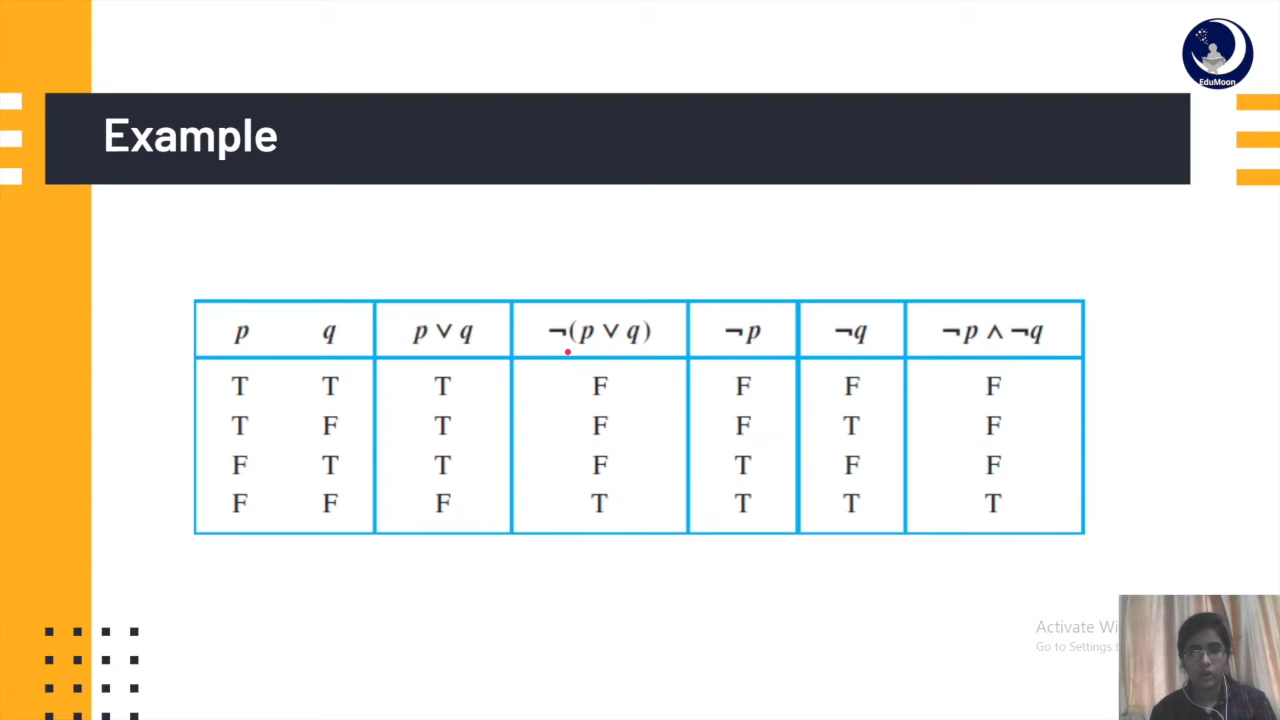 EduMoon
Example
p q p ∨ q ¬(p ∨ q) ¬p ¬q ¬p ∧ ¬q
T T T F F F F
T F T F F T F
F T T F T F F
F F F T T T T
Activate Wi
Go to Settings t